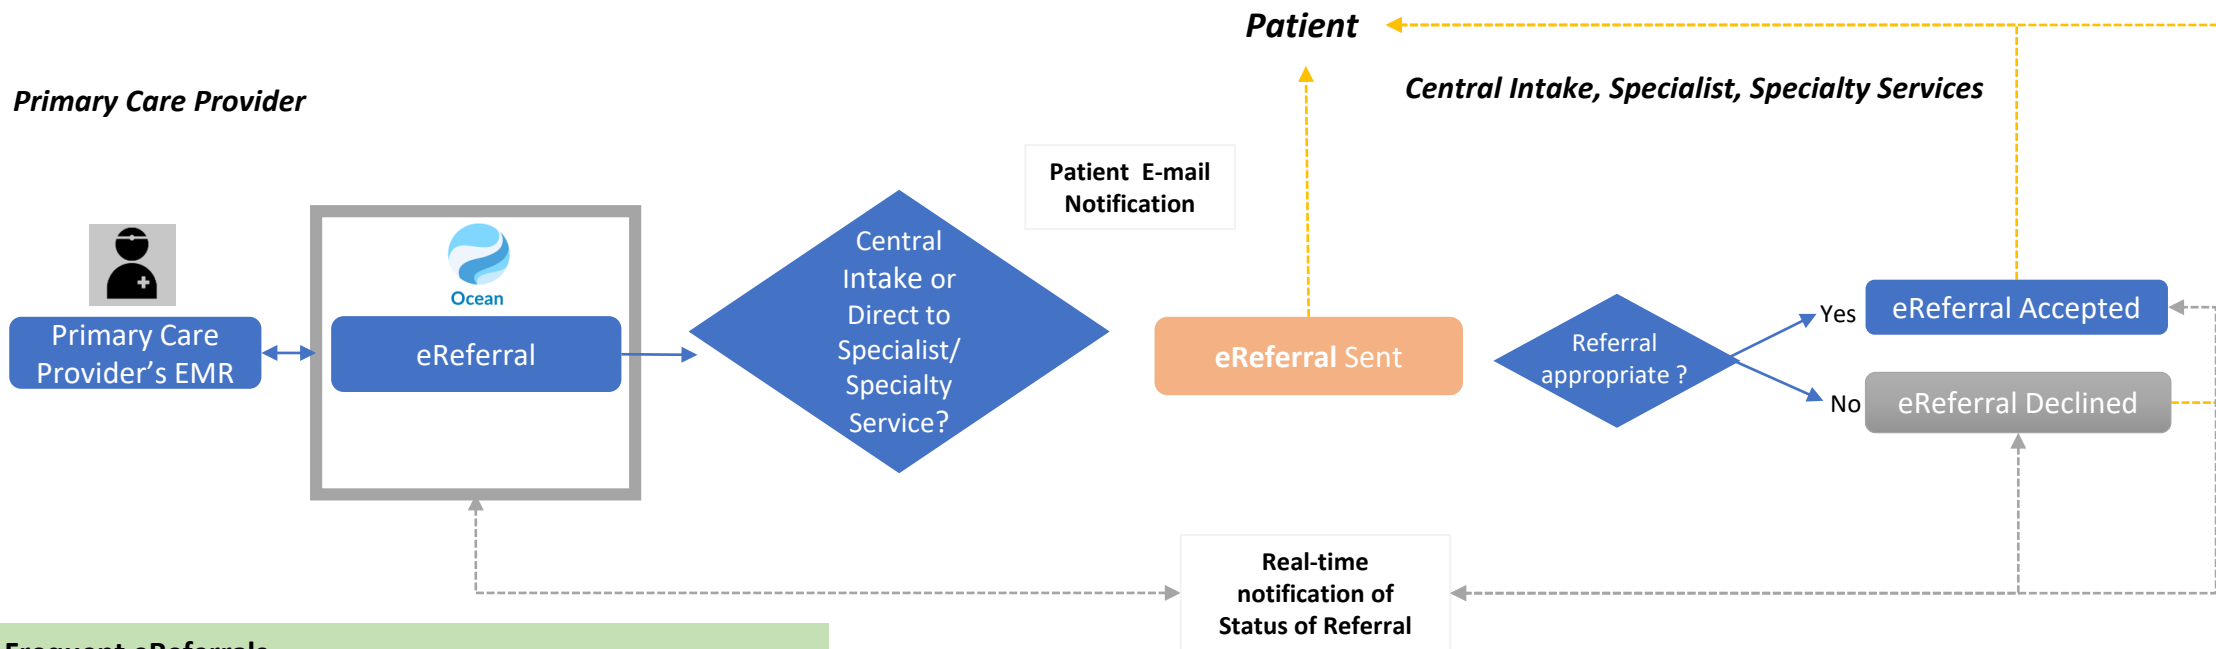 Patient
Primary Care Provider
Central Intake, Specialist, Specialty Services
Patient E-mail
Notification
Ocean
Primary Care
Provider's EMR
eReferral
Central
Intake or
Direct to
Specialist/
Specialty
Service?
eReferral Sent
Referral
appropriate ?
Yes
eReferral Accepted
No
eReferral Declined
Real-time
notification of
Status of Referral
Frequent eReferrals